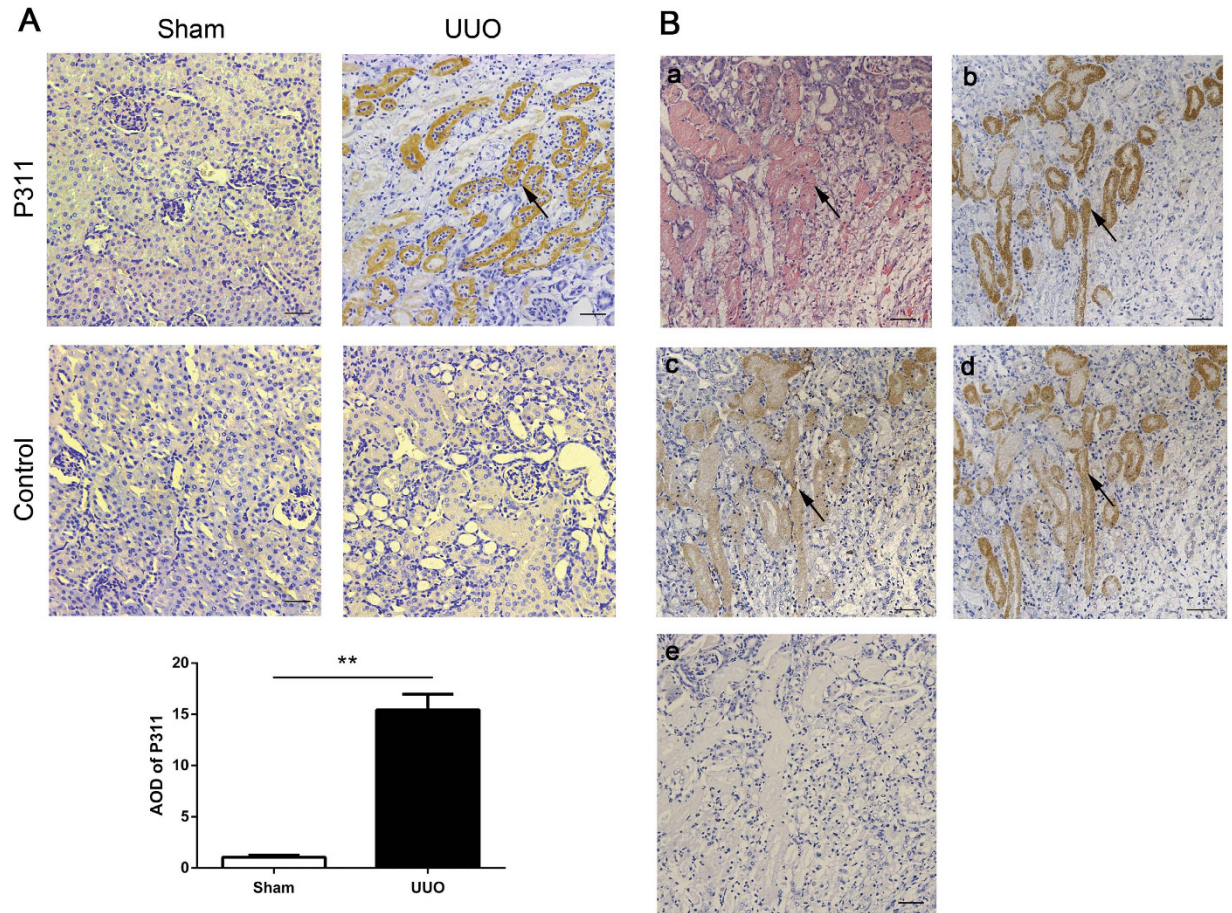 A
Sham
UUO
P311
Control
**
AOD of P311
20
15
10
5
0
Sham
UUO
B
a
b
c
d
e